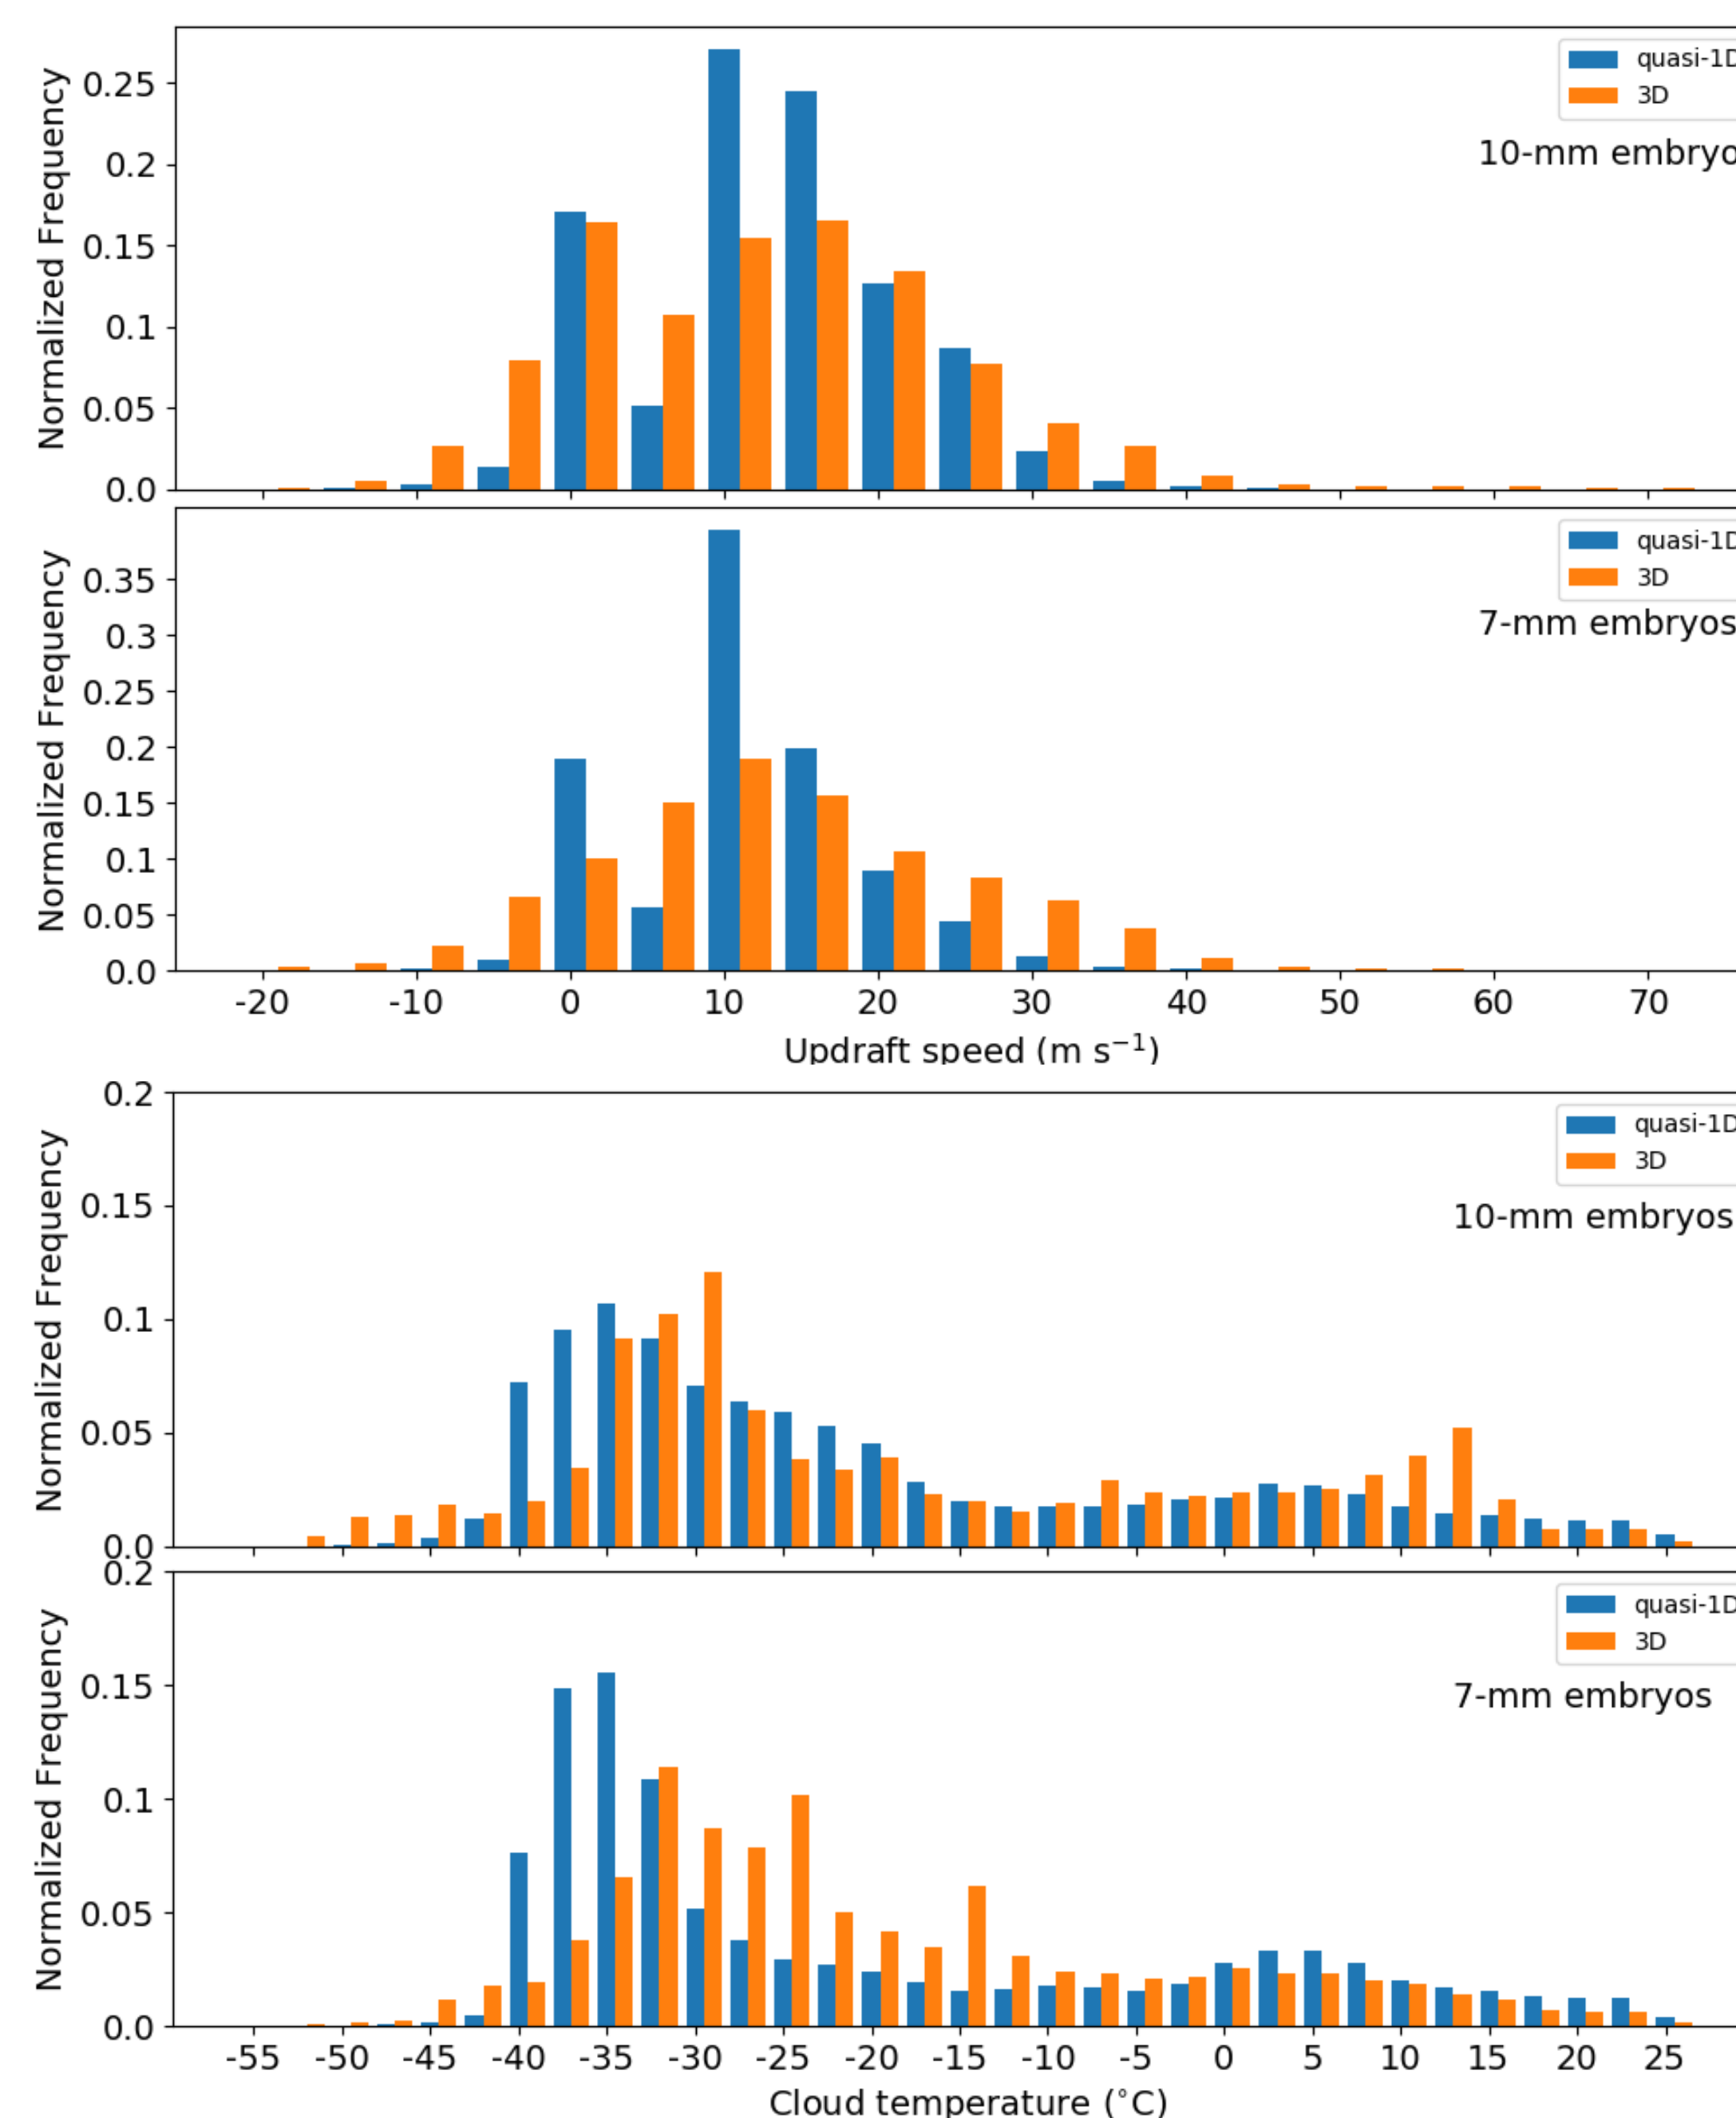 Normalized Frequency
0.25
0.2
0.15
0.1
0.05
0.0
quasi-1D
3D
10-mm embryo
Normalized Frequency
0.35
0.3
0.25
0.2
0.15
0.1
0.05
0.0
quasi-1D
3D
7-mm embryos
-20 -10 0 10 20 30 40 50 60 70
Updraft speed (m s⁻¹)
Normalized Frequency
0.2
0.15
0.1
0.05
0.0
quasi-1D
3D
10-mm embryos
Normalized Frequency
0.2
0.15
0.1
0.05
0.0
quasi-1D
3D
7-mm embryos
-55 -50 -45 -40 -35 -30 -25 -20 -15 -10 -5 0 5 10 15 20 25
Cloud temperature (°C)